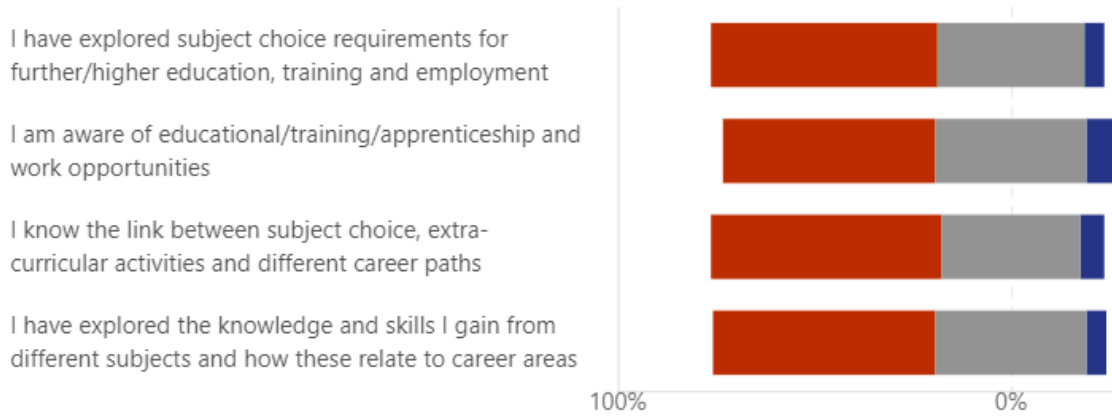 I have explored subject choice requirements for
further/higher education, training and employment
I am aware of educational/training/apprenticeship and
work opportunities
I know the link between subject choice, extra-
curricular activities and different career paths
I have explored the knowledge and skills I gain from
different subjects and how these relate to career areas
100% 0%